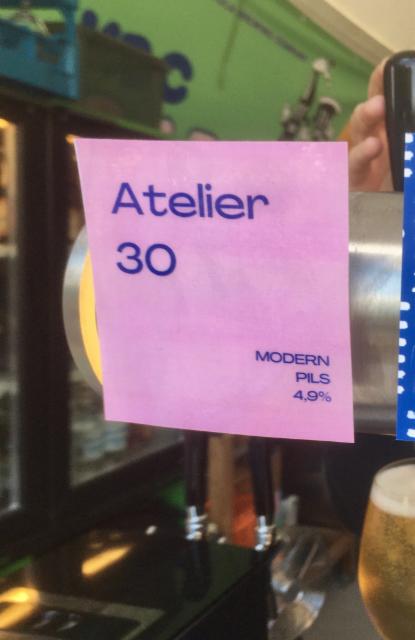 Atelier
30
MODERN
PILS
4,9%